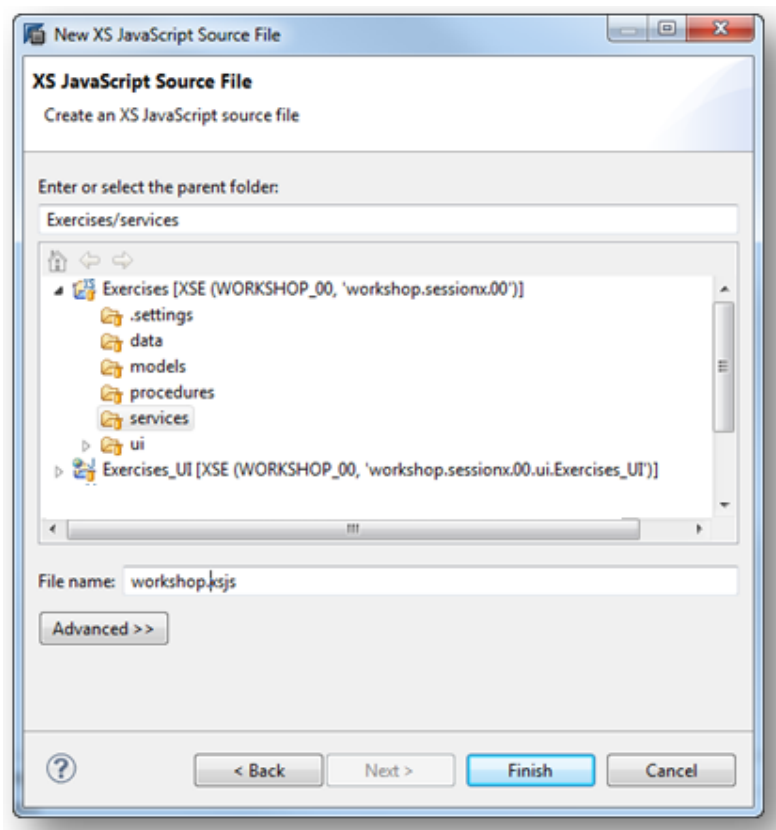 New XS JavaScript Source File
XS JavaScript Source File
Create an XS JavaScript source file
Enter or select the parent folder:
Exercises/services
Exercises [XSE (WORKSHOP_00, 'workshop.sessionx.00')]
.settings
data
models
procedures
services
ui
Exercises_UI [XSE (WORKSHOP_00, 'workshop.sessionx.00.ui.Exercises_UI')]
File name: workshop.xsjs
Advanced >>
< Back Next > Finish Cancel